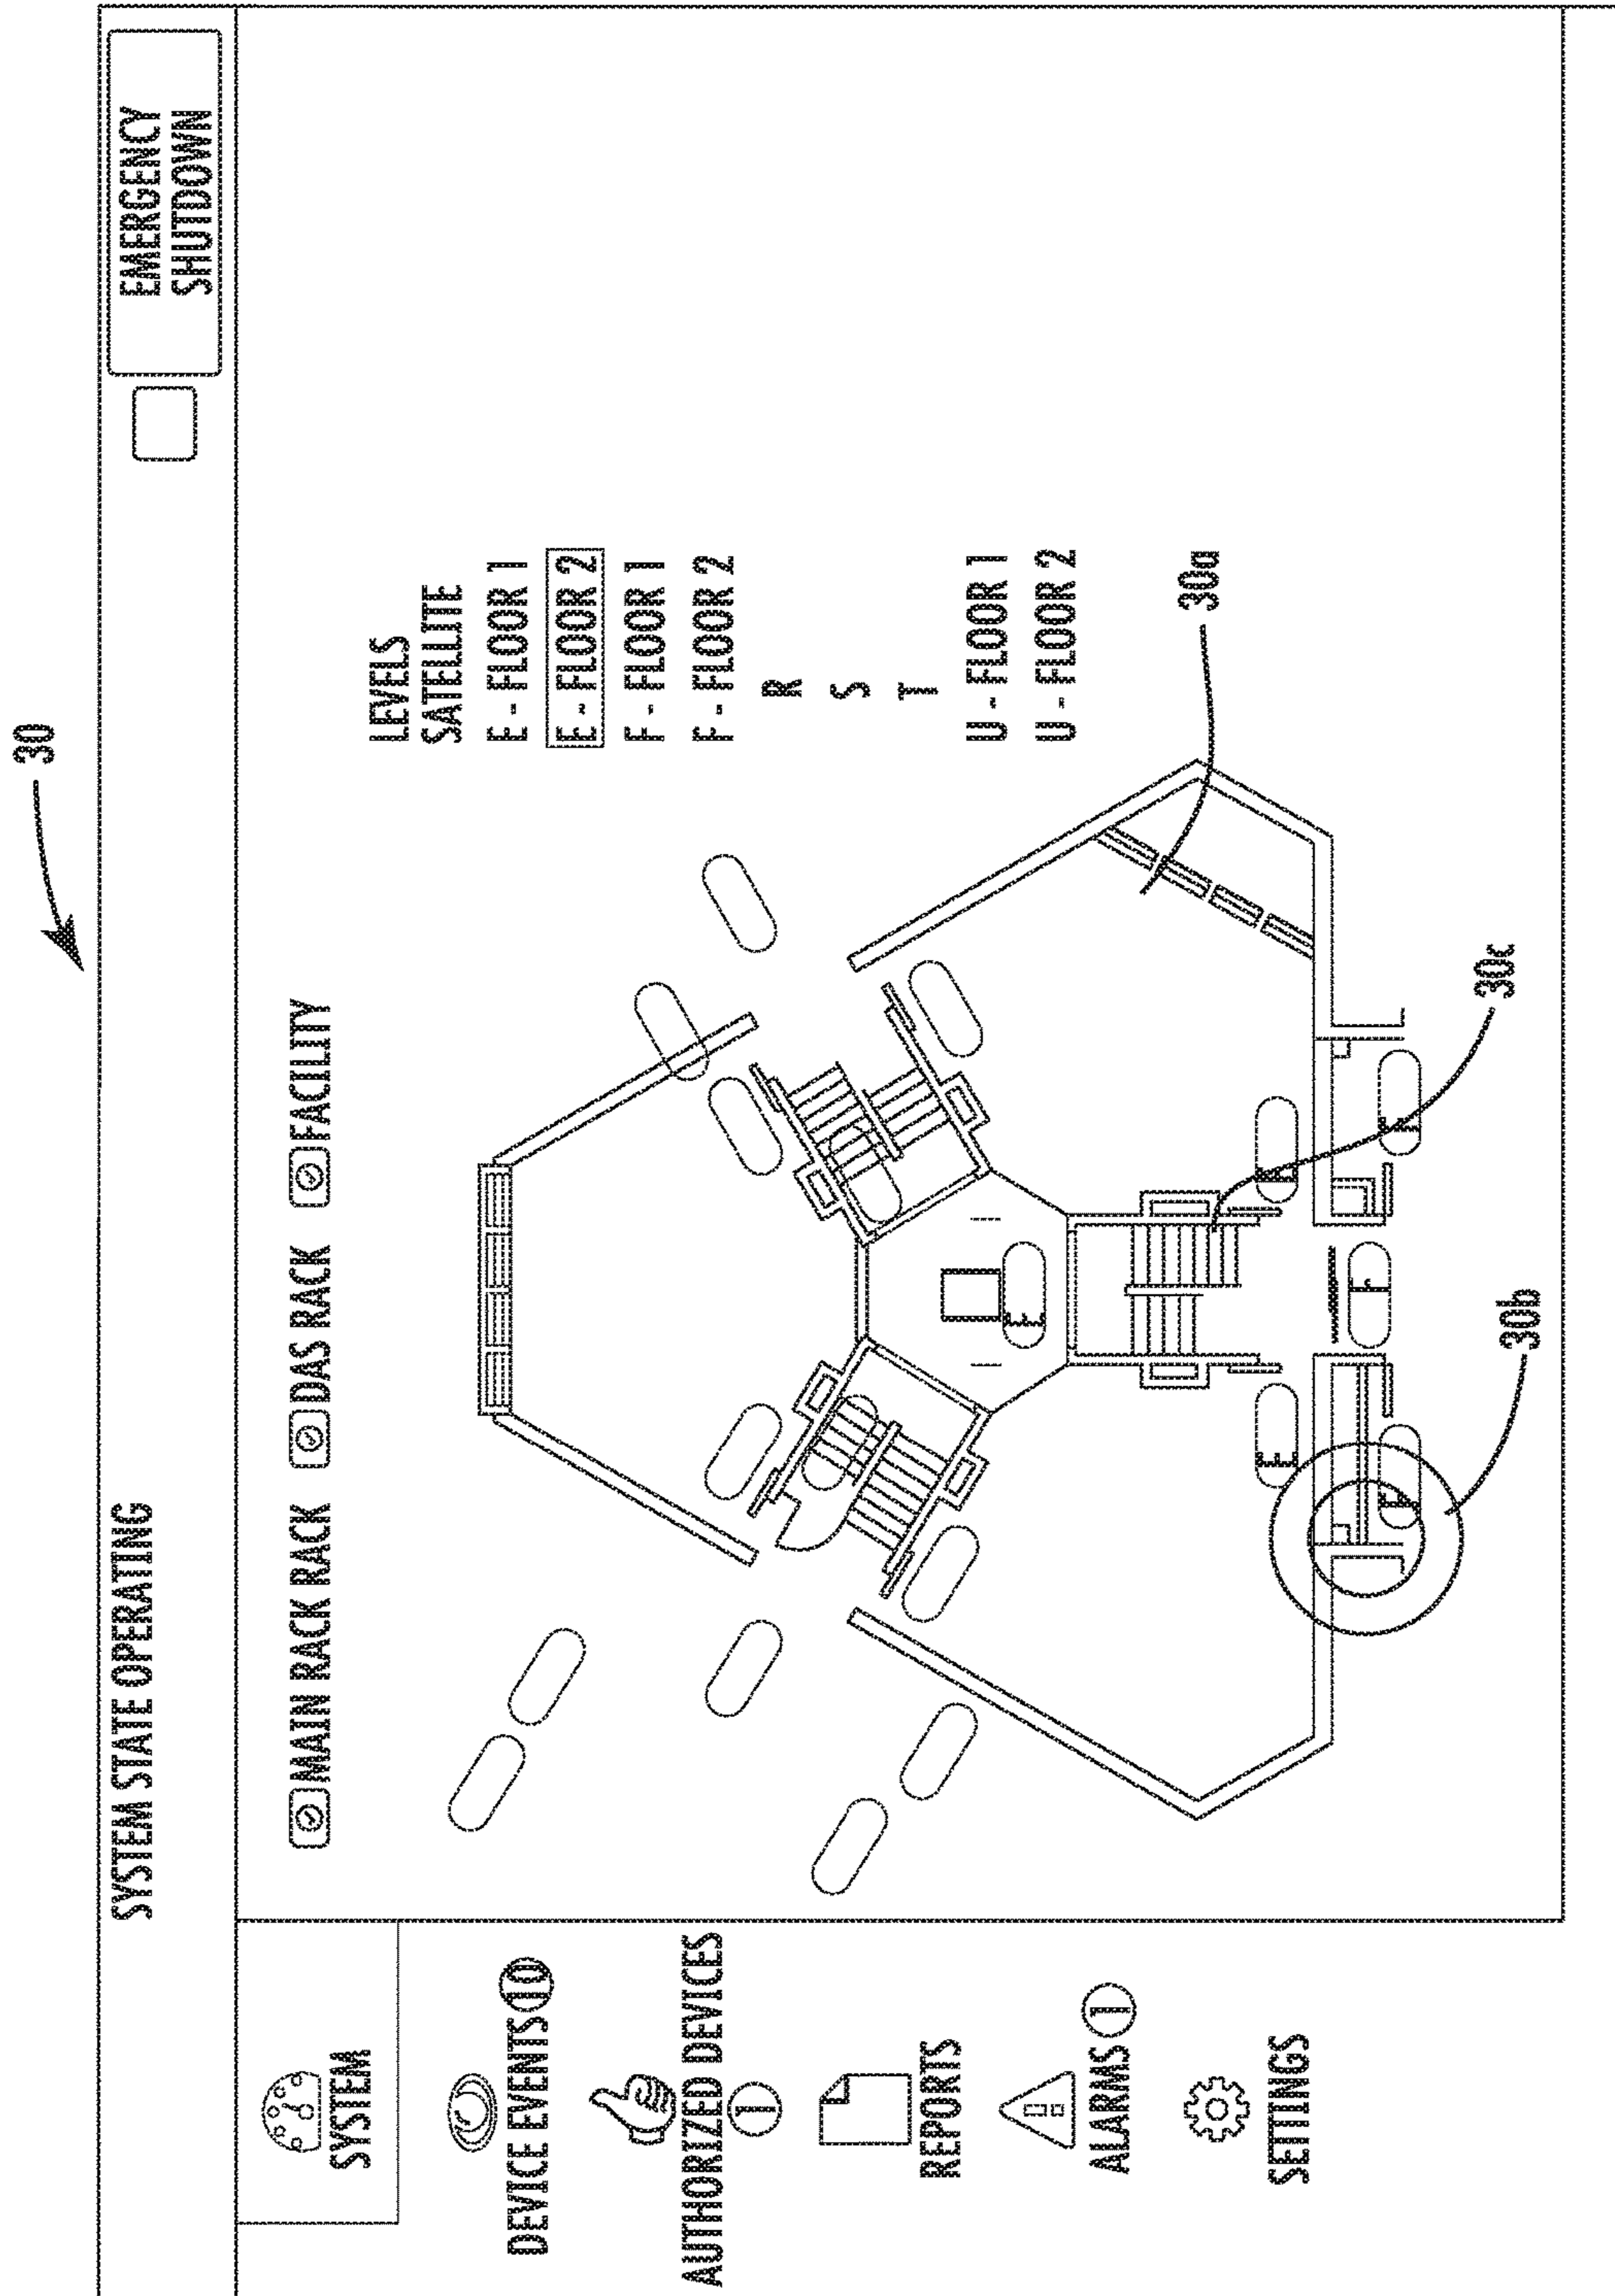 30
SYSTEM STATE OPERATING
EMERGENCY
SHUTDOWN
SYSTEM
DEVICE EVENTS 10
AUTHORIZED DEVICES
1
REPORTS
ALARMS 1
SETTINGS
MAIN RACK RACK
DAS RACK
FACILITY
LEVELS
SATELLITE
E - FLOOR 1
E - FLOOR 2
F - FLOOR 1
F - FLOOR 2
R
S
T
U - FLOOR 1
U - FLOOR 2
E
E
F
30a
30c
30b